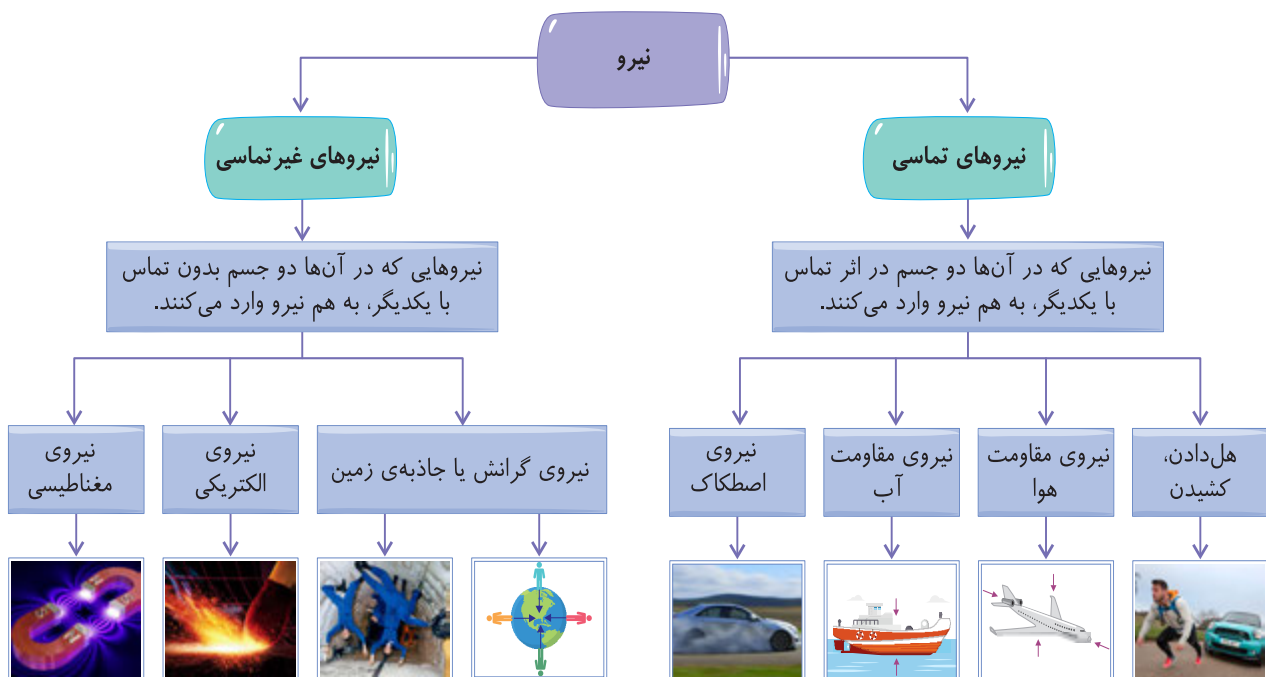 نیرو
نیروهای تماسی
نیروهای غیرتماسی
نیروهایی که در آن‌ها دو جسم در اثر تماس
با یکدیگر، به هم نیرو وارد می‌کنند.
نیروهایی که در آن‌ها دو جسم بدون تماس
با یکدیگر، به هم نیرو وارد می‌کنند.
هل‌دادن،
کشیدن
نیروی مقاومت
هوا
نیروی مقاومت
آب
نیروی
اصطکاک
نیروی گرانش یا جاذبه‌ی زمین
نیروی
الکتریکی
نیروی
مغناطیسی